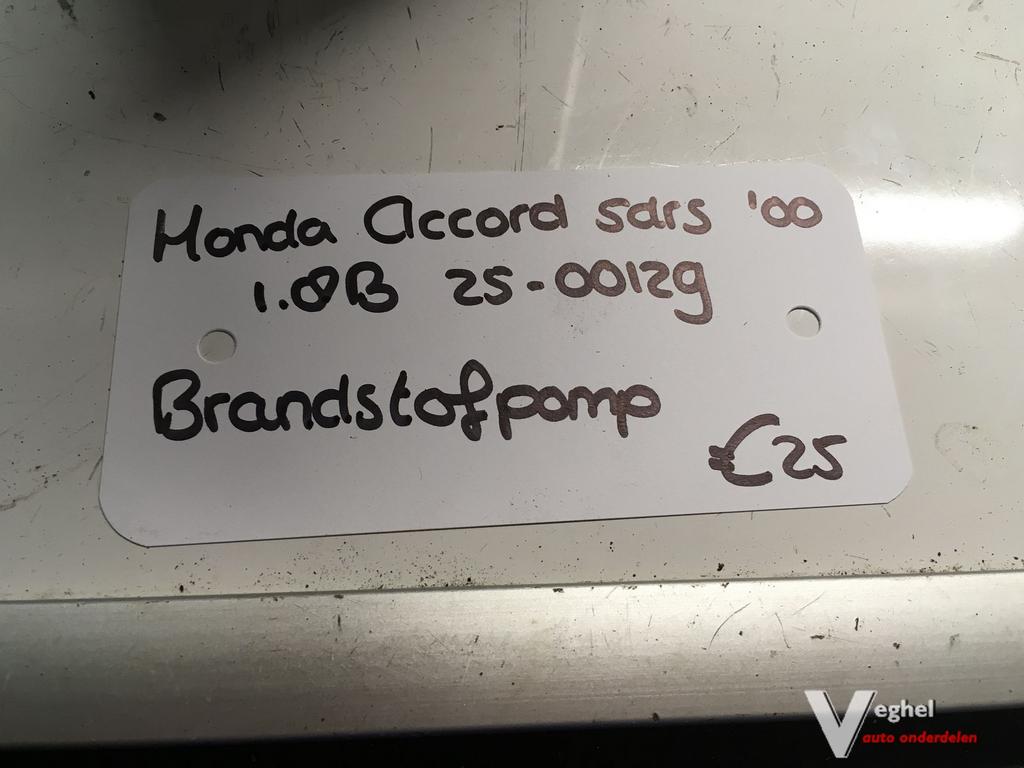 Honda Accord sdrs '00
1.8B 25-00129
Brandstofpomp
€25
Veghel
auto onderdelen